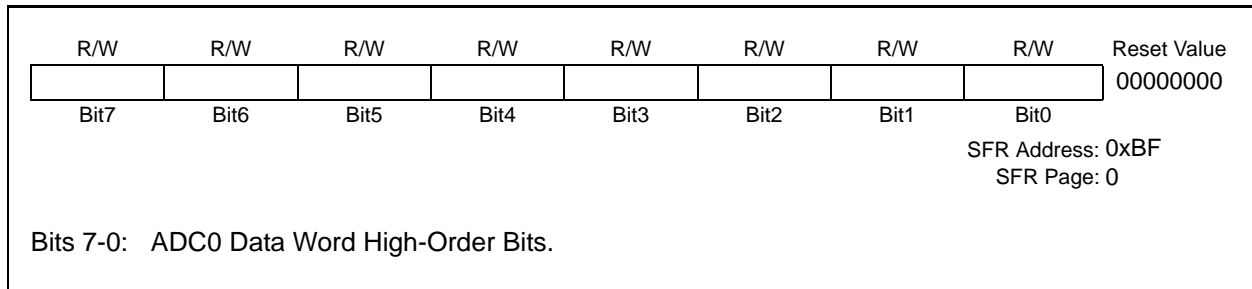 R/W R/W R/W R/W R/W R/W R/W R/W Reset Value
00000000
Bit7 Bit6 Bit5 Bit4 Bit3 Bit2 Bit1 Bit0
SFR Address: 0xBF
SFR Page: 0
Bits 7-0: ADC0 Data Word High-Order Bits.